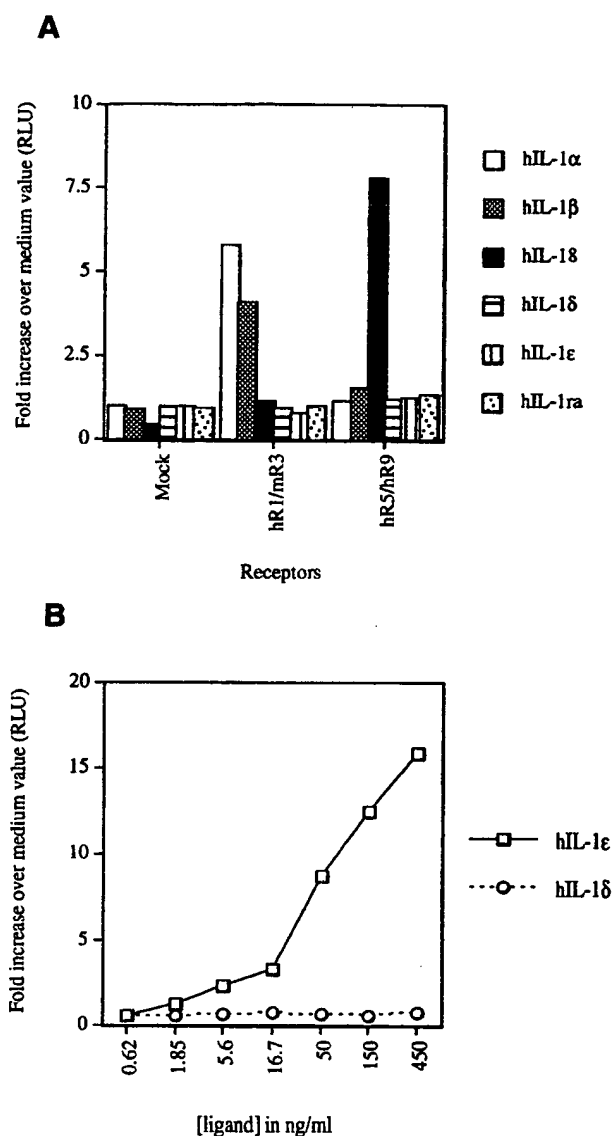 A
Fold increase over medium value (RLU)
10
7.5
5
2.5
0
Mock
hR1/mR3
hR5/hR9
Receptors
hIL-1α
hIL-1β
hIL-18
hIL-1δ
hIL-1ε
hIL-1ra
B
Fold increase over medium value (RLU)
20
15
10
5
0
0.62
1.85
5.6
16.7
50
150
450
[ligand] in ng/ml
hIL-1ε
hIL-1δ